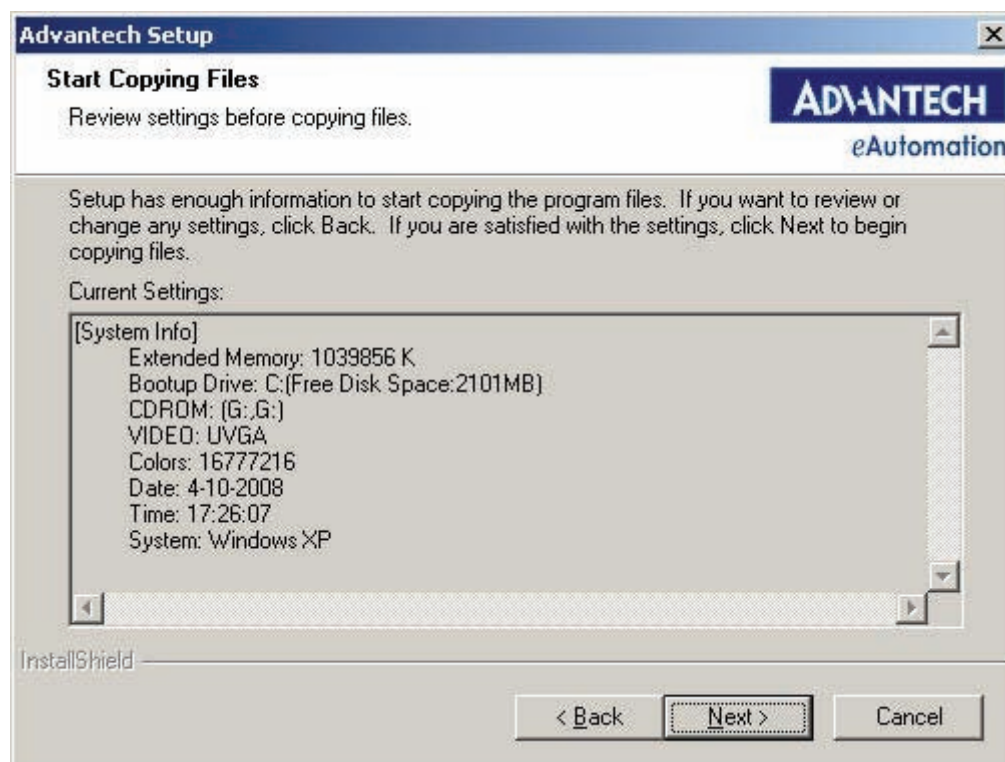 Advantech Setup
Start Copying Files
Review settings before copying files.
ADVANTECH
eAutomation
Setup has enough information to start copying the program files.  If you want to review or
change any settings, click Back.  If you are satisfied with the settings, click Next to begin
copying files.
Current Settings:
[System Info]
Extended Memory: 1039856 K
Bootup Drive: C:(Free Disk Space:2101MB)
CDROM: (G:,G:)
VIDEO: UVGA
Colors: 16777216
Date: 4-10-2008
Time: 17:26:07
System: Windows XP
InstallShield
< Back
Next >
Cancel